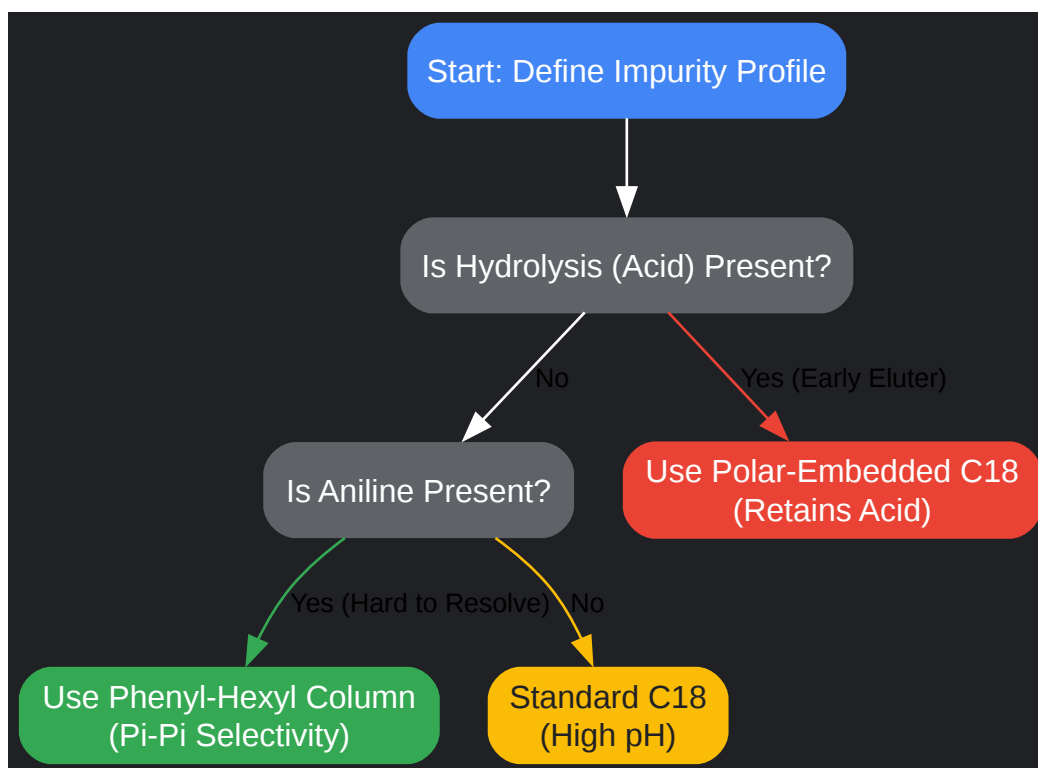 Start: Define Impurity Profile
Is Hydrolysis (Acid) Present?
No
Yes (Early Eluter)
Is Aniline Present?
Use Polar-Embedded C18
(Retains Acid)
Yes (Hard to Resolve)
No
Use Phenyl-Hexyl Column
(Pi-Pi Selectivity)
Standard C18
(High pH)